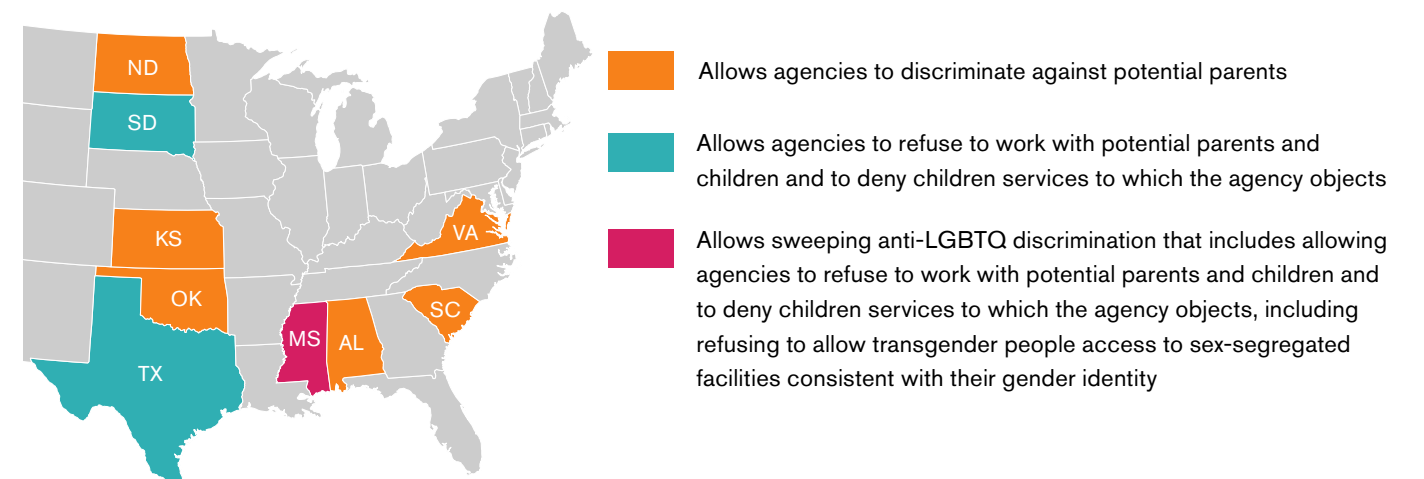 ND
SD
KS
OK
TX
MS
AL
SC
VA
Allows agencies to discriminate against potential parents
Allows agencies to refuse to work with potential parents and
children and to deny children services to which the agency objects
Allows sweeping anti-LGBTQ discrimination that includes allowing
agencies to refuse to work with potential parents and children and
to deny children services to which the agency objects, including
refusing to allow transgender people access to sex-segregated
facilities consistent with their gender identity